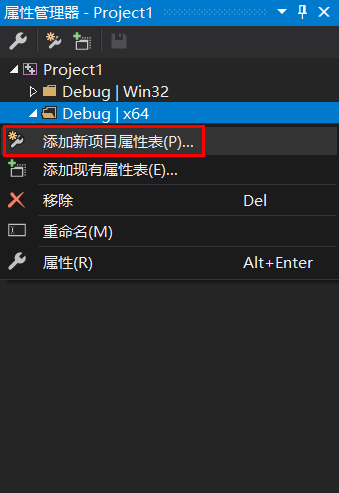 属性管理器 - Project1
Project1
Debug | Win32
Debug | x64
添加新项目属性表(P)...
添加现有属性表(E)...
移除 Del
重命名(M)
属性(R) Alt+Enter